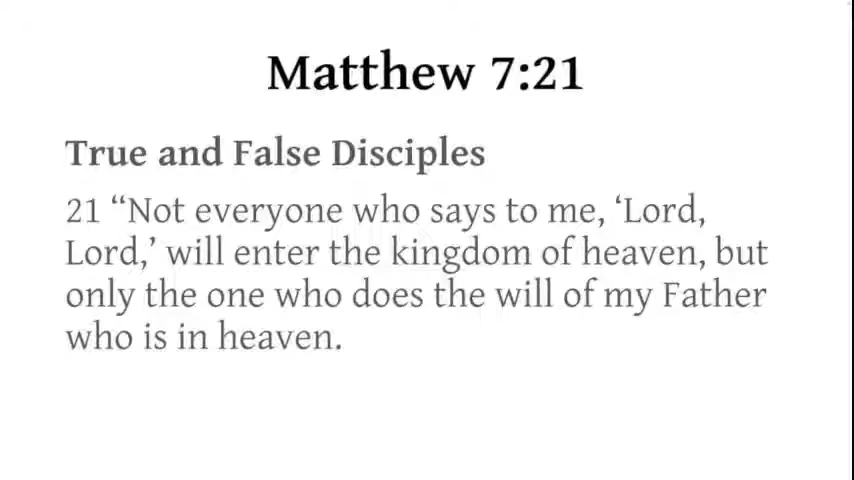 Matthew 7:21
True and False Disciples
21 “Not everyone who says to me, ‘Lord,
Lord,’ will enter the kingdom of heaven, but
only the one who does the will of my Father
who is in heaven.